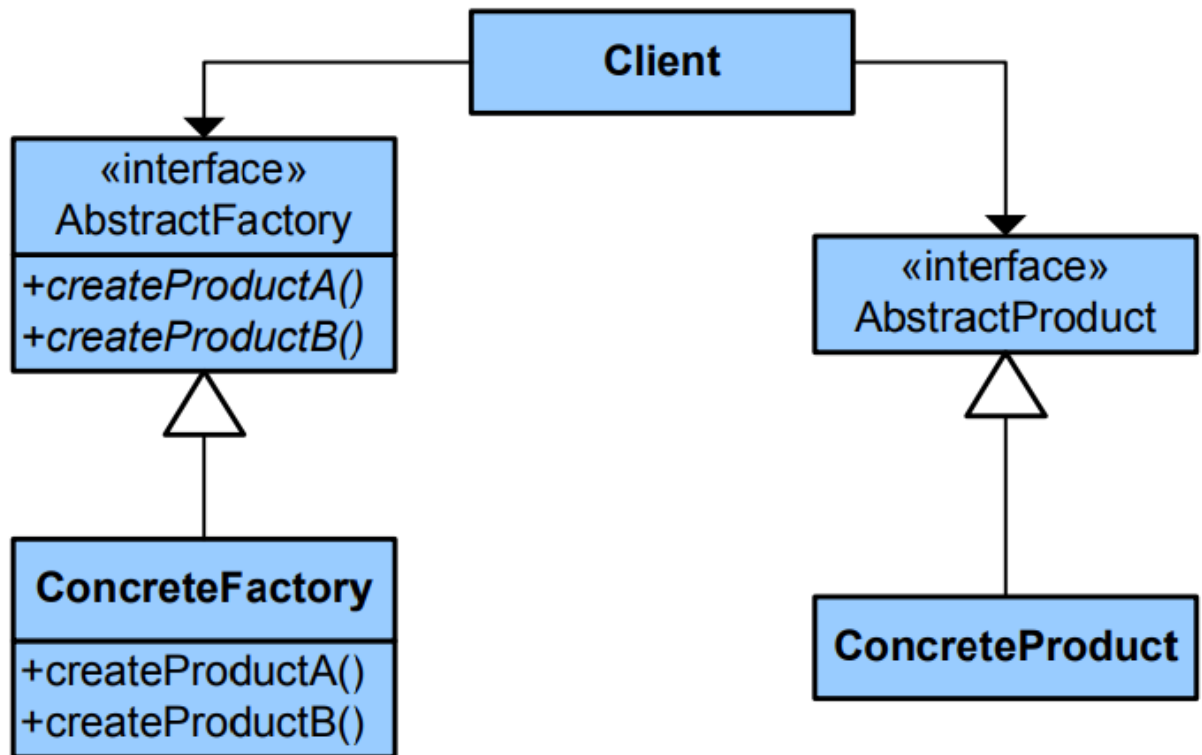 Client
«interface»
AbstractFactory
+createProductA()
+createProductB()
«interface»
AbstractProduct
ConcreteFactory
+createProductA()
+createProductB()
ConcreteProduct